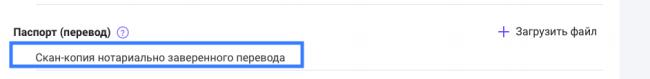 Паспорт (перевод) ? + Загрузить файл
Скан-копия нотариально заверенного перевода